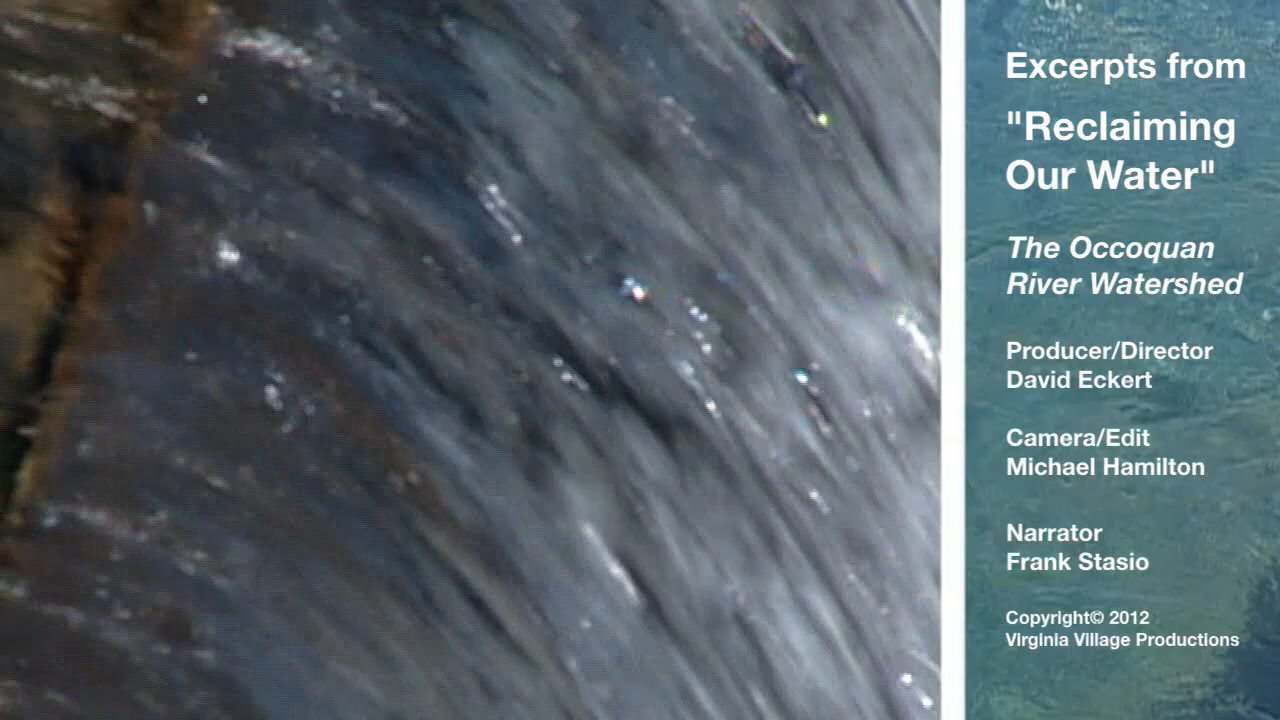 Excerpts from
"Reclaiming
Our Water"
The Occoquan
River Watershed
Producer/Director
David Eckert
Camera/Edit
Michael Hamilton
Narrator
Frank Stasio
Copyright© 2012
Virginia Village Productions